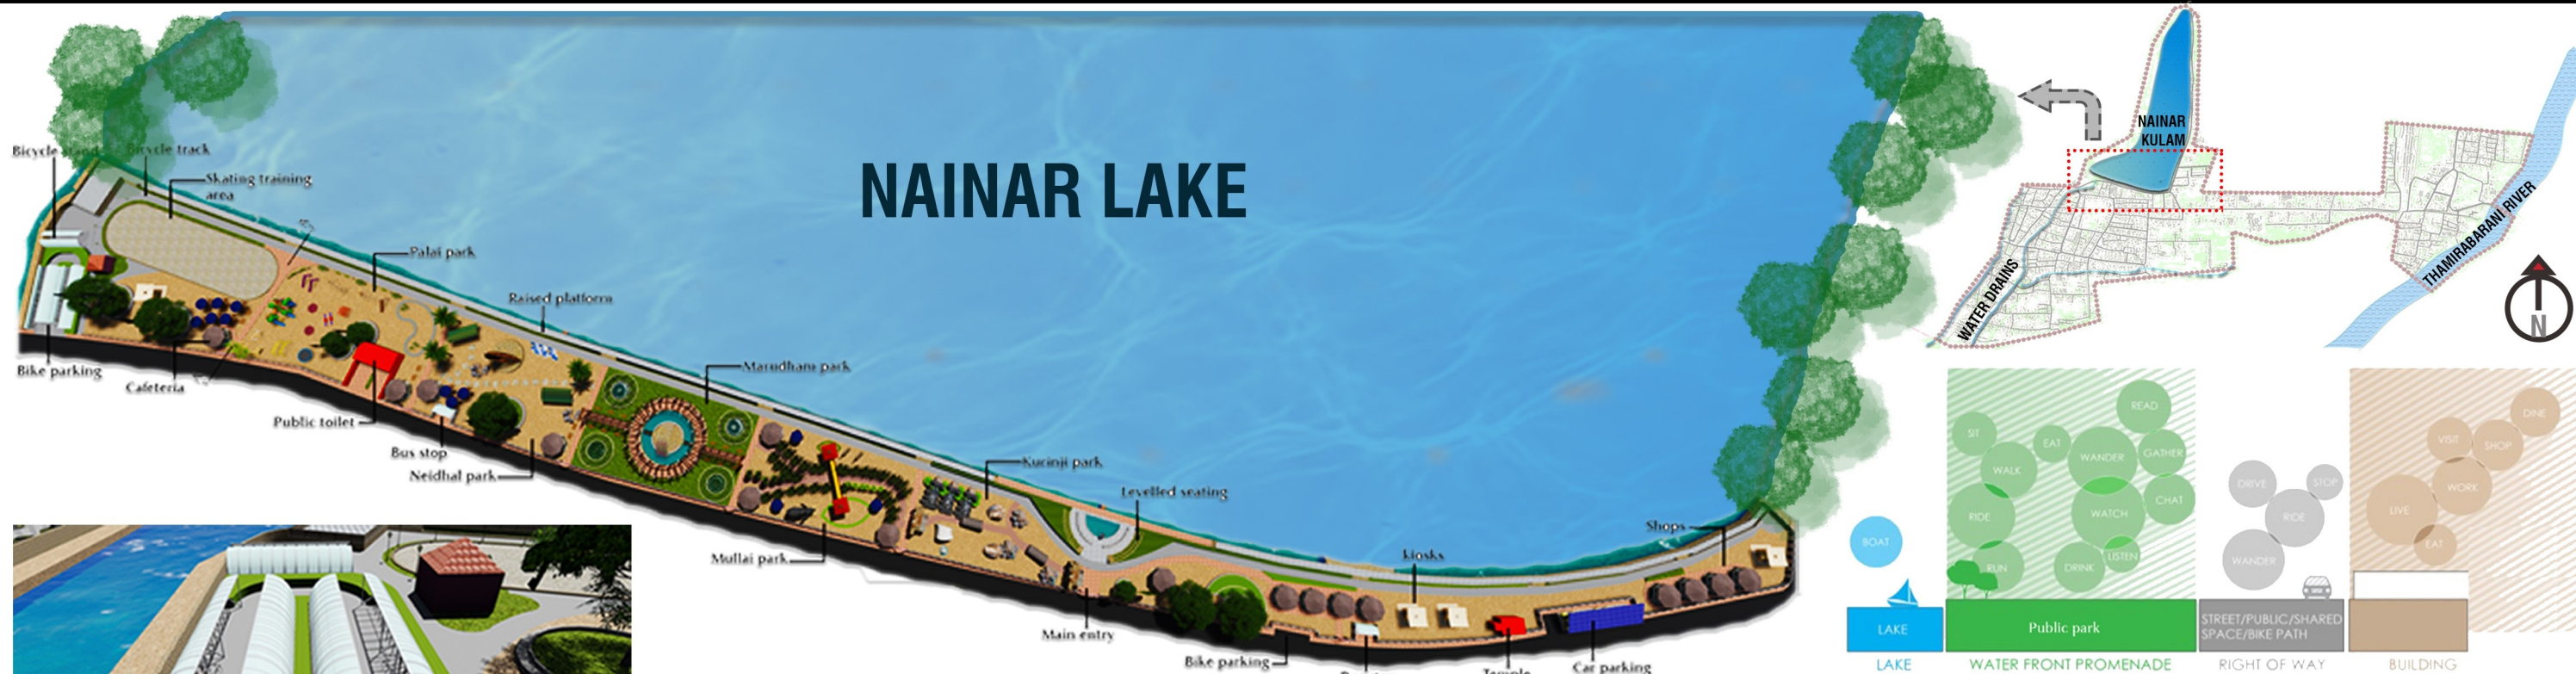 NAINAR LAKE
Bicycle stand
Bicycle track
Skating training
area
Palai park
Raised platform
Marudham park
Kurinji park
Levelled seating
Shops
kiosks
Bike parking
Cafeteria
Public toilet
Bus stop
Neidhal park
Mullai park
Main entry
Bike parking
Temple
Car parking
NAINAR
KULAM
WATER DRAINS
THAMIRABARANI RIVER
N
BOAT
LAKE
LAKE
SIT
READ
EAT
WALK
WANDER
GATHER
RIDE
WATCH
CHAT
RUN
DRINK
LISTEN
Public park
WATER FRONT PROMENADE
DRIVE
STOP
RIDE
WANDER
STREET/PUBLIC/SHARED
SPACE/BIKE PATH
RIGHT OF WAY
DINE
VISIT
SHOP
WORK
LIVE
EAT
BUILDING